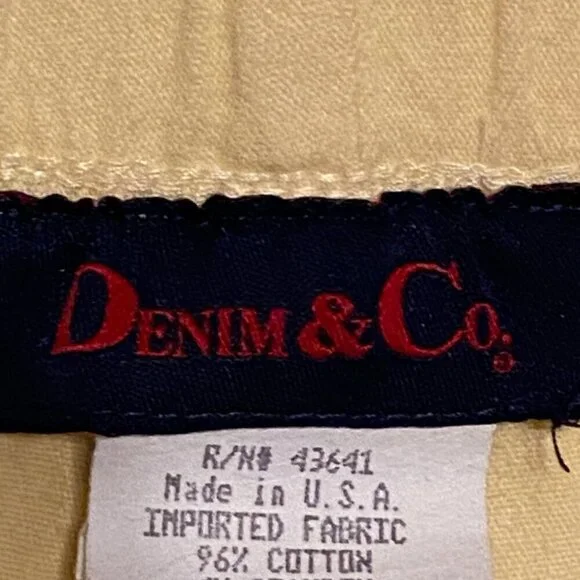 DENIM & CO.
R/N# 43641
Made in U.S.A.
IMPORTED FABRIC
96% COTTON